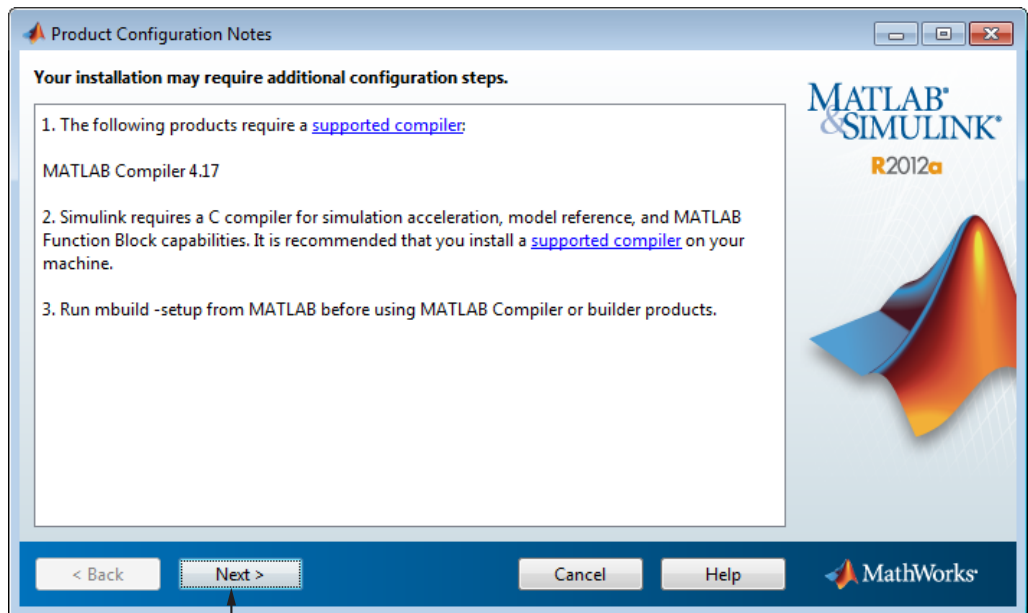 Product Configuration Notes
Your installation may require additional configuration steps.
1. The following products require a supported compiler:
MATLAB Compiler 4.17
2. Simulink requires a C compiler for simulation acceleration, model reference, and MATLAB
Function Block capabilities. It is recommended that you install a supported compiler on your
machine.
3. Run mbuild -setup from MATLAB before using MATLAB Compiler or builder products.
MATLAB®
&SIMULINK®
R2012a
< Back
Next >
Cancel
Help
MathWorks®